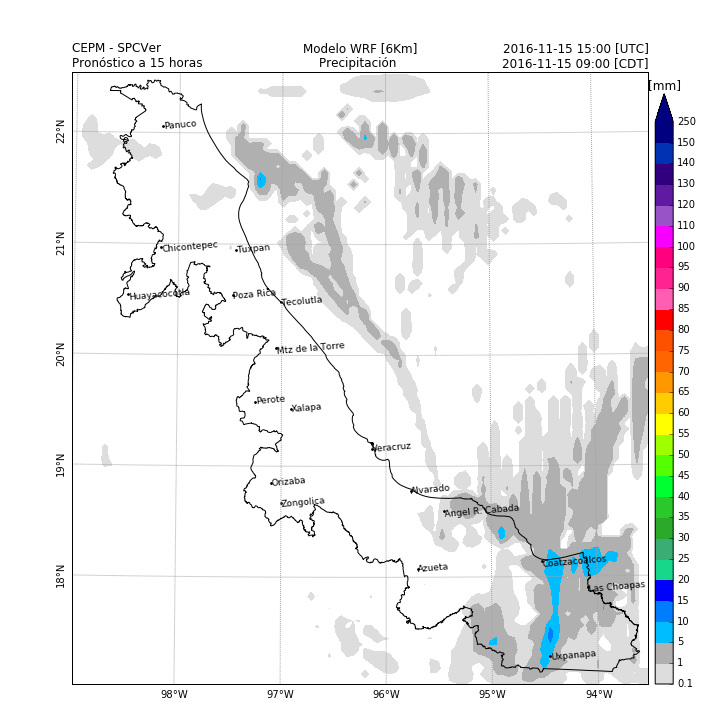 CEPM - SPCVer Modelo WRF [6Km] 2016-11-15 15:00 [UTC]
Pronóstico a 15 horas Precipitación 2016-11-15 09:00 [CDT]
[mm]
250
150
140
130
120
110
100
95
90
85
80
75
70
65
60
55
50
45
40
35
30
25
20
15
10
5
1
0.1
22°N
21°N
20°N
19°N
18°N
Panuco
Chicontepec
Tuxpan
Huayacocotla
Poza Rica
Tecolutla
Mtz de la Torre
Perote
Xalapa
Veracruz
Orizaba
Alvarado
Zongolica
Angel R. Cabada
Azueta
Coatzacoalcos
Las Choapas
Uxpanapa
98°W 97°W 96°W 95°W 94°W